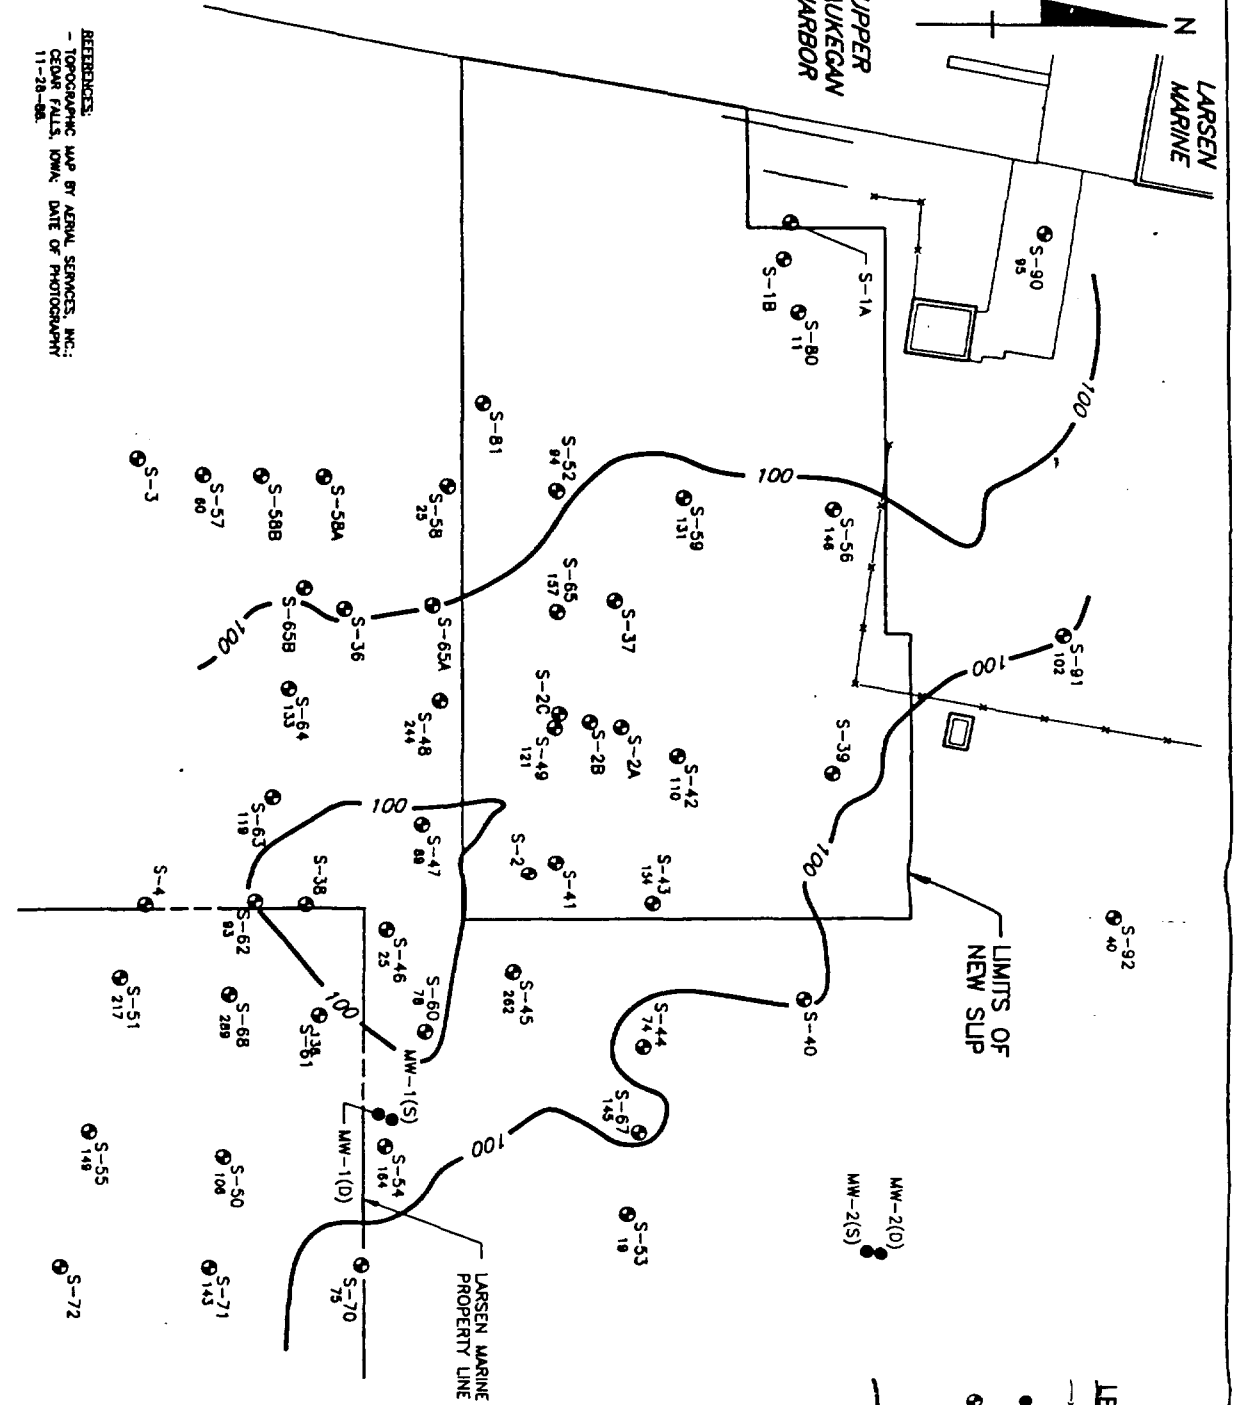 N
LARSEN
MARINE
UPPER
AUKEGAN
ARBOR
S-90
95
S-1A
S-1B
S-80
11
100
S-81
S-52
94
100
S-59
131
S-56
146
S-3
S-57
60
S-58B
S-58A
S-58
25
S-65
157
S-37
S-91
102
100
S-65B
S-36
S-65A
100
S-64
133
S-48
244
S-2C
S-49
121
S-2B
S-2A
S-42
110
S-39
S-63
119
100
S-47
89
S-2
S-41
S-43
134
100
S-4
S-62
93
S-38
S-46
25
S-60
78
S-45
262
S-44
74
S-40
LIMITS OF
NEW SLIP
S-92
40
S-51
217
S-68
289
138
S-61
100
MW-1(S)
MW-1(D)
S-54
164
100
S-67
145
S-55
149
S-50
106
S-53
19
MW-2(S)
MW-2(D)
S-72
S-71
143
S-70
75
LARSEN MARINE
PROPERTY LINE
REFERENCES:
- TOPOGRAPHIC MAP BY AERIAL SERVICES, INC.;
CEDAR FALLS, IOWA; DATE OF PHOTOGRAPHY
11-28-88.
LE